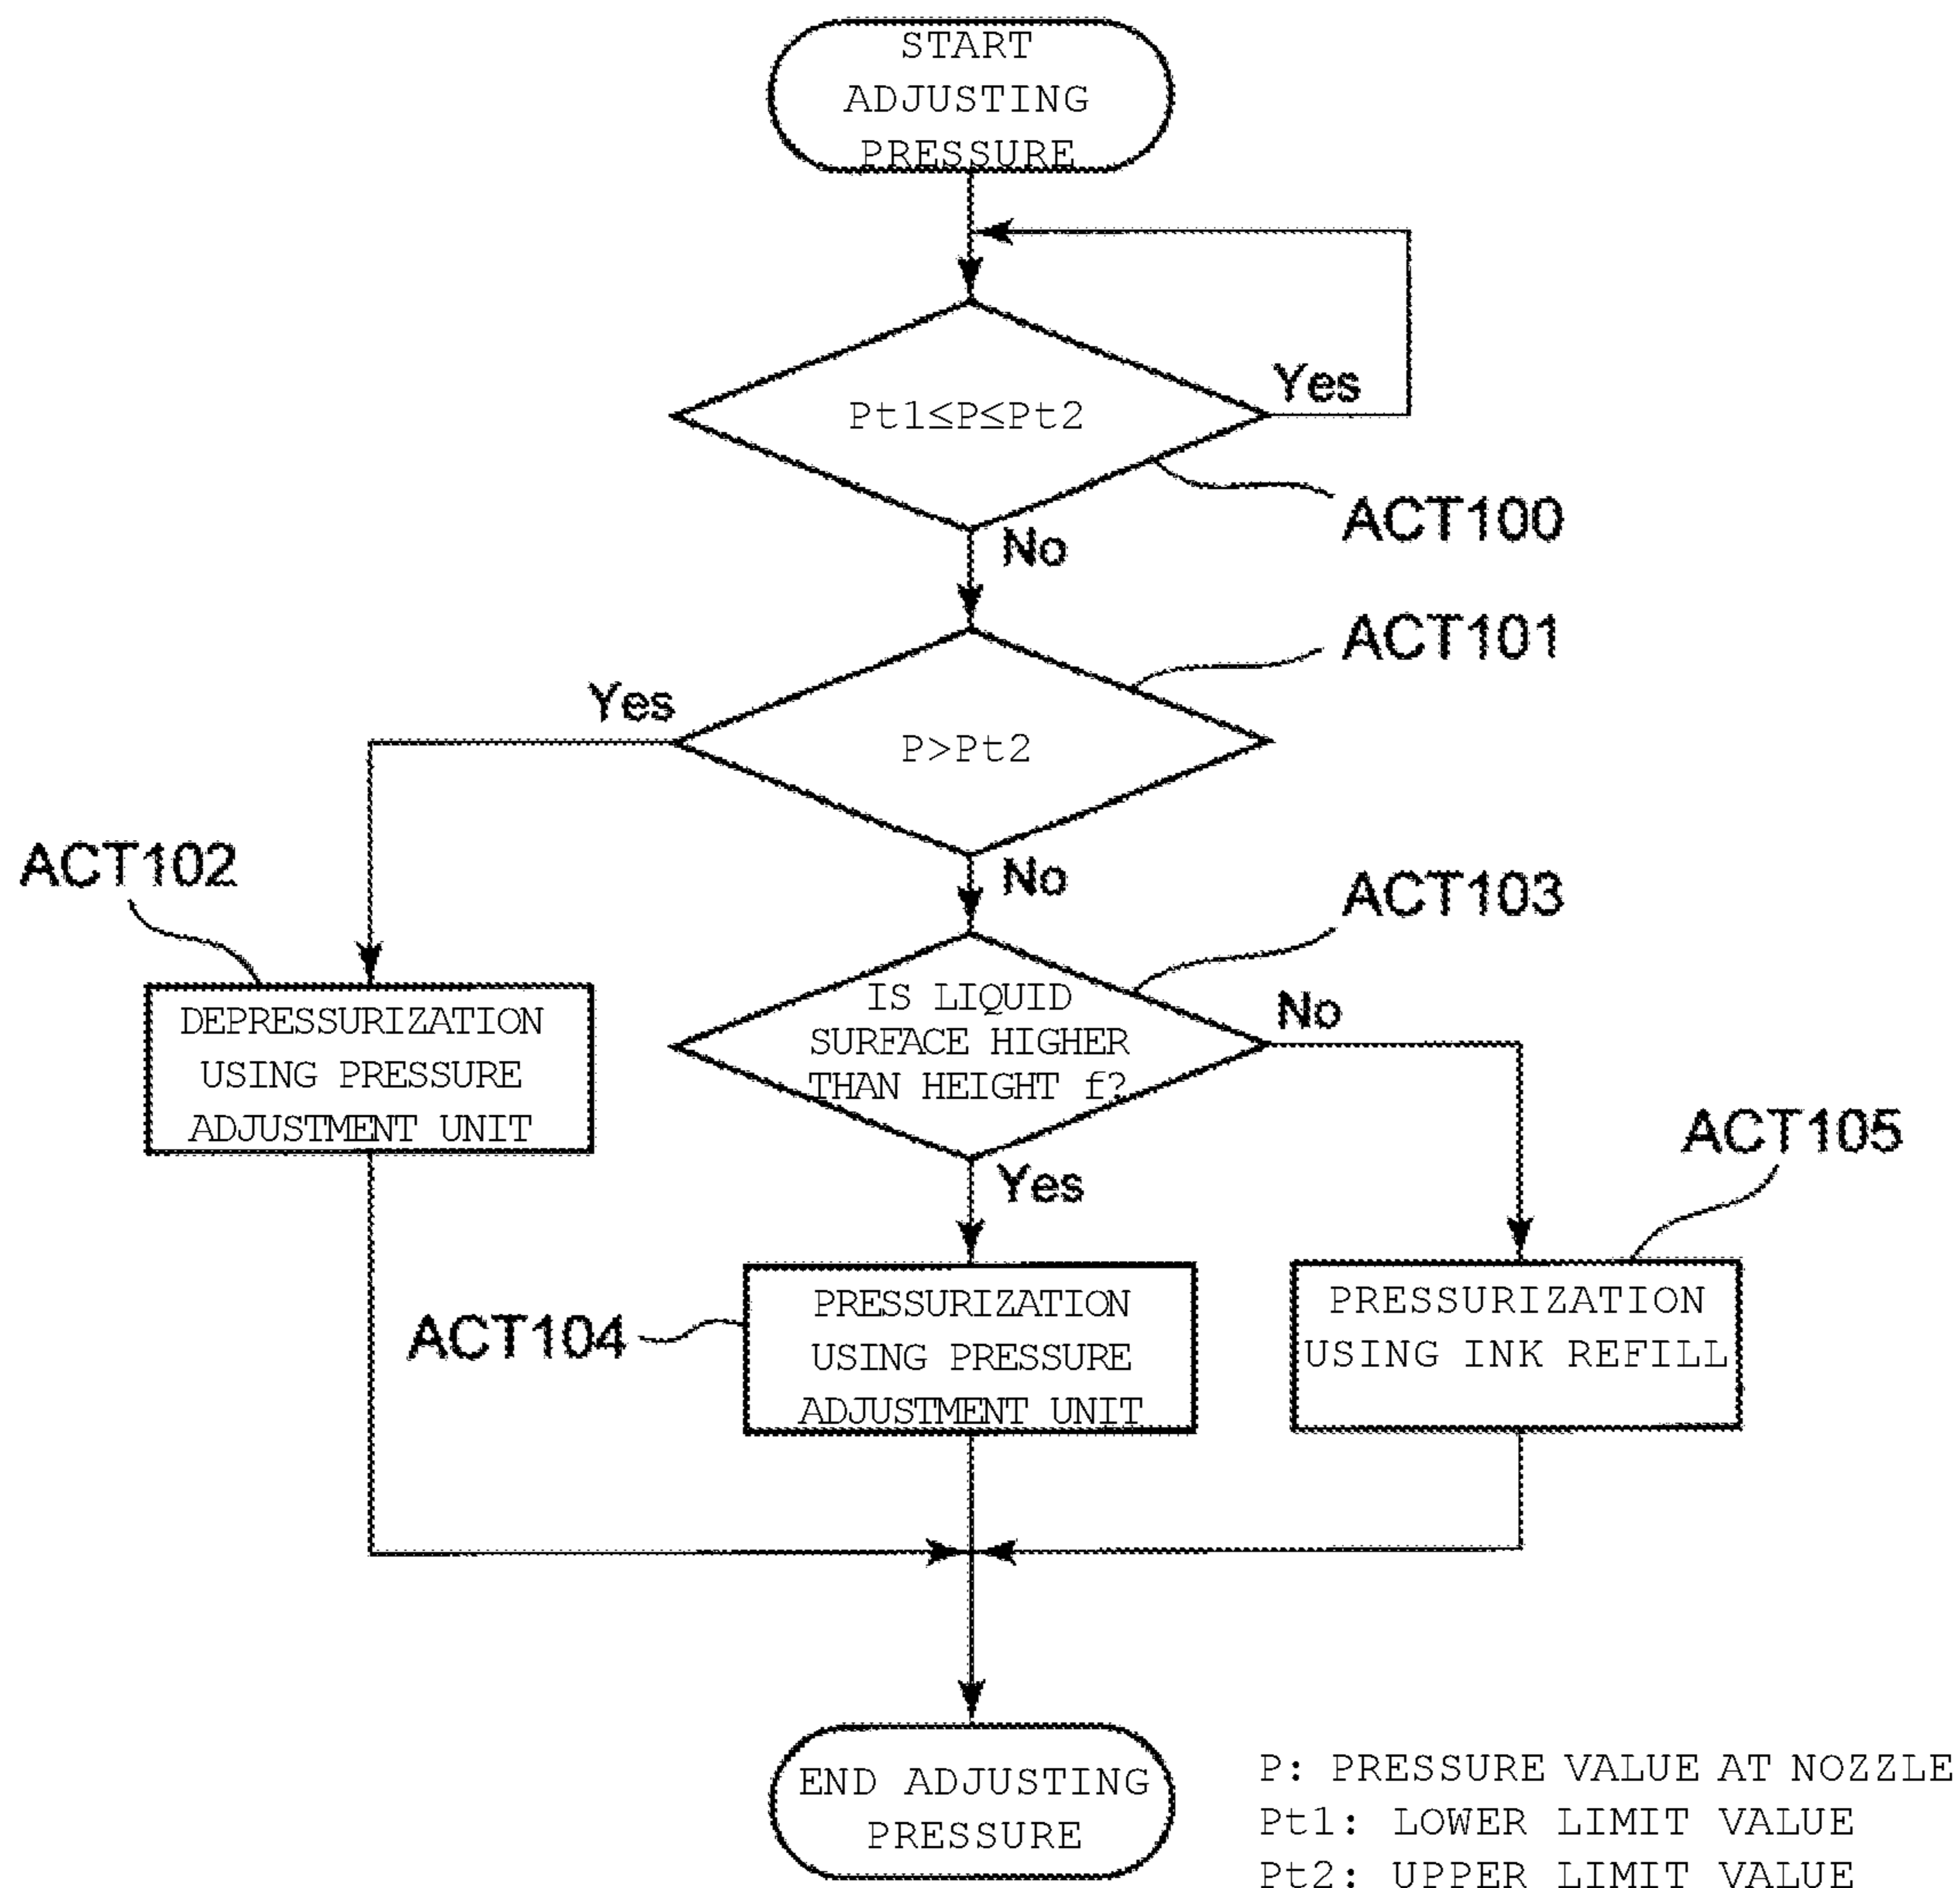 START
ADJUSTING
PRESSURE
Pt1≤P≤Pt2
Yes
ACT100
No
ACT101
Yes
P>Pt2
ACT102
No
ACT103
DEPRESSURIZATION
USING PRESSURE
ADJUSTMENT UNIT
IS LIQUID
SURFACE HIGHER
THAN HEIGHT f?
No
ACT105
Yes
ACT104
PRESSURIZATION
USING PRESSURE
ADJUSTMENT UNIT
PRESSURIZATION
USING INK REFILL
END ADJUSTING
PRESSURE
P: PRESSURE VALUE AT NOZZLE
Pt1: LOWER LIMIT VALUE
Pt2: UPPER LIMIT VALUE